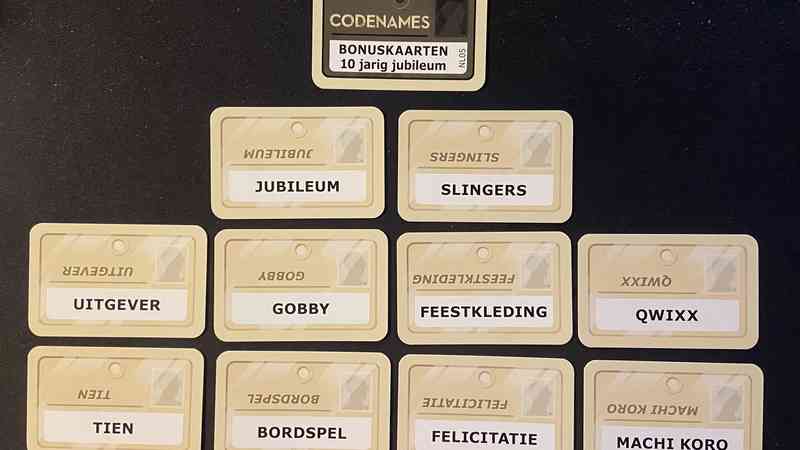 CODENAMES
BONUSKAARTEN
10 jarig jubileum
NL05
JUBILEUM
JUBILEUM
SLINGERS
SLINGERS
UITGEVER
UITGEVER
GOBBY
GOBBY
FEESTKLEDING
FEESTKLEDING
QWIXX
QWIXX
TIEN
TIEN
BORDSPEL
BORDSPEL
FELICITATIE
FELICITATIE
MACHI KORO
MACHI KORO